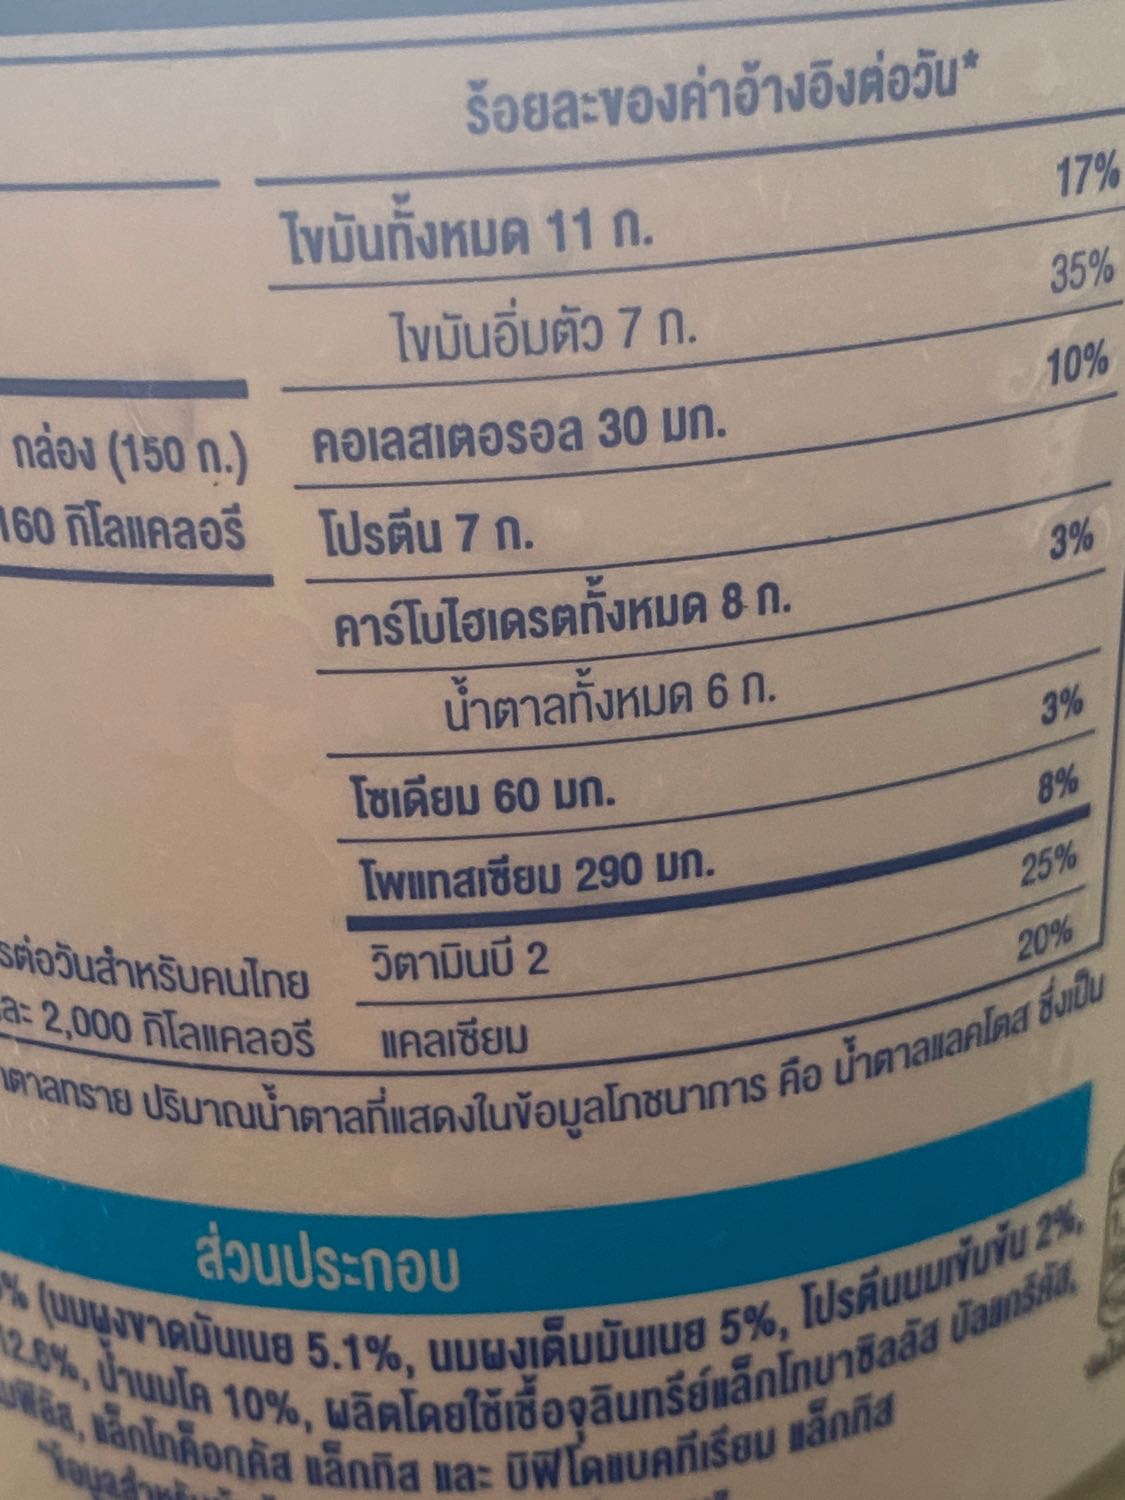 ร้อยละของค่าอ้างอิงต่อวัน*
ไขมันทั้งหมด 11 ก. 17%
ไขมันอิ่มตัว 7 ก. 35%
กล่อง (150 ก.)
คอเลสเตอรอล 30 มก. 10%
160 กิโลแคลอรี
โปรตีน 7 ก.
คาร์โบไฮเดรตทั้งหมด 8 ก. 3%
น้ำตาลทั้งหมด 6 ก.
โซเดียม 60 มก. 3%
โพแทสเซียม 290 มก. 8%
รต่อวันสำหรับคนไทย
วิตามินบี 2 25%
ละ 2,000 กิโลแคลอรี
แคลเซียม 20%
ตาลทราย ปริมาณน้ำตาลที่แสดงในข้อมูลโภชนาการ คือ น้ำตาลแลคโตส ซึ่งเป็น
ส่วนประกอบ
% (นมผงขาดมันเนย 5.1%, นมผงเต็มมันเนย 5%, โปรตีนนมเข้มข้น 2%,
12.6%, น้ำนมโค 10%, ผลิตโดยใช้เชื้อจุลินทรีย์แล็กโทบาซิลลัส บัลแกริคัส,
แล็กโทค็อกคัส แล็กทิส และ บิฟิโดแบคทีเรียม แล็กทิส